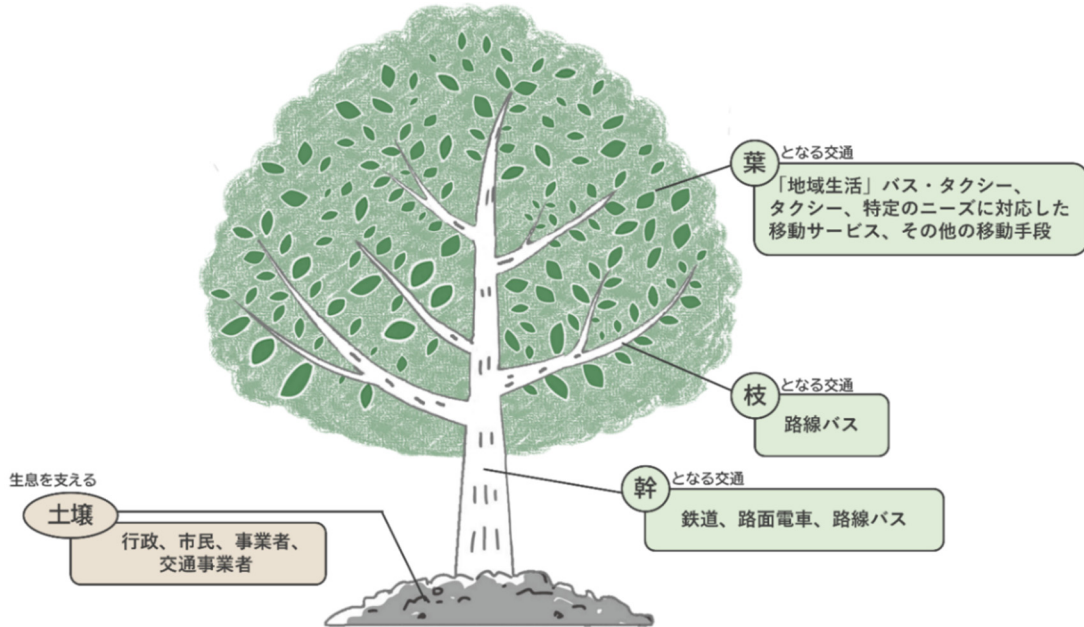 葉
となる交通
「地域生活」バス・タクシー、
タクシー、特定のニーズに対応した
移動サービス、その他の移動手段
枝
となる交通
路線バス
幹
となる交通
鉄道、路面電車、路線バス
生息を支える
土壌
行政、市民、事業者、
交通事業者